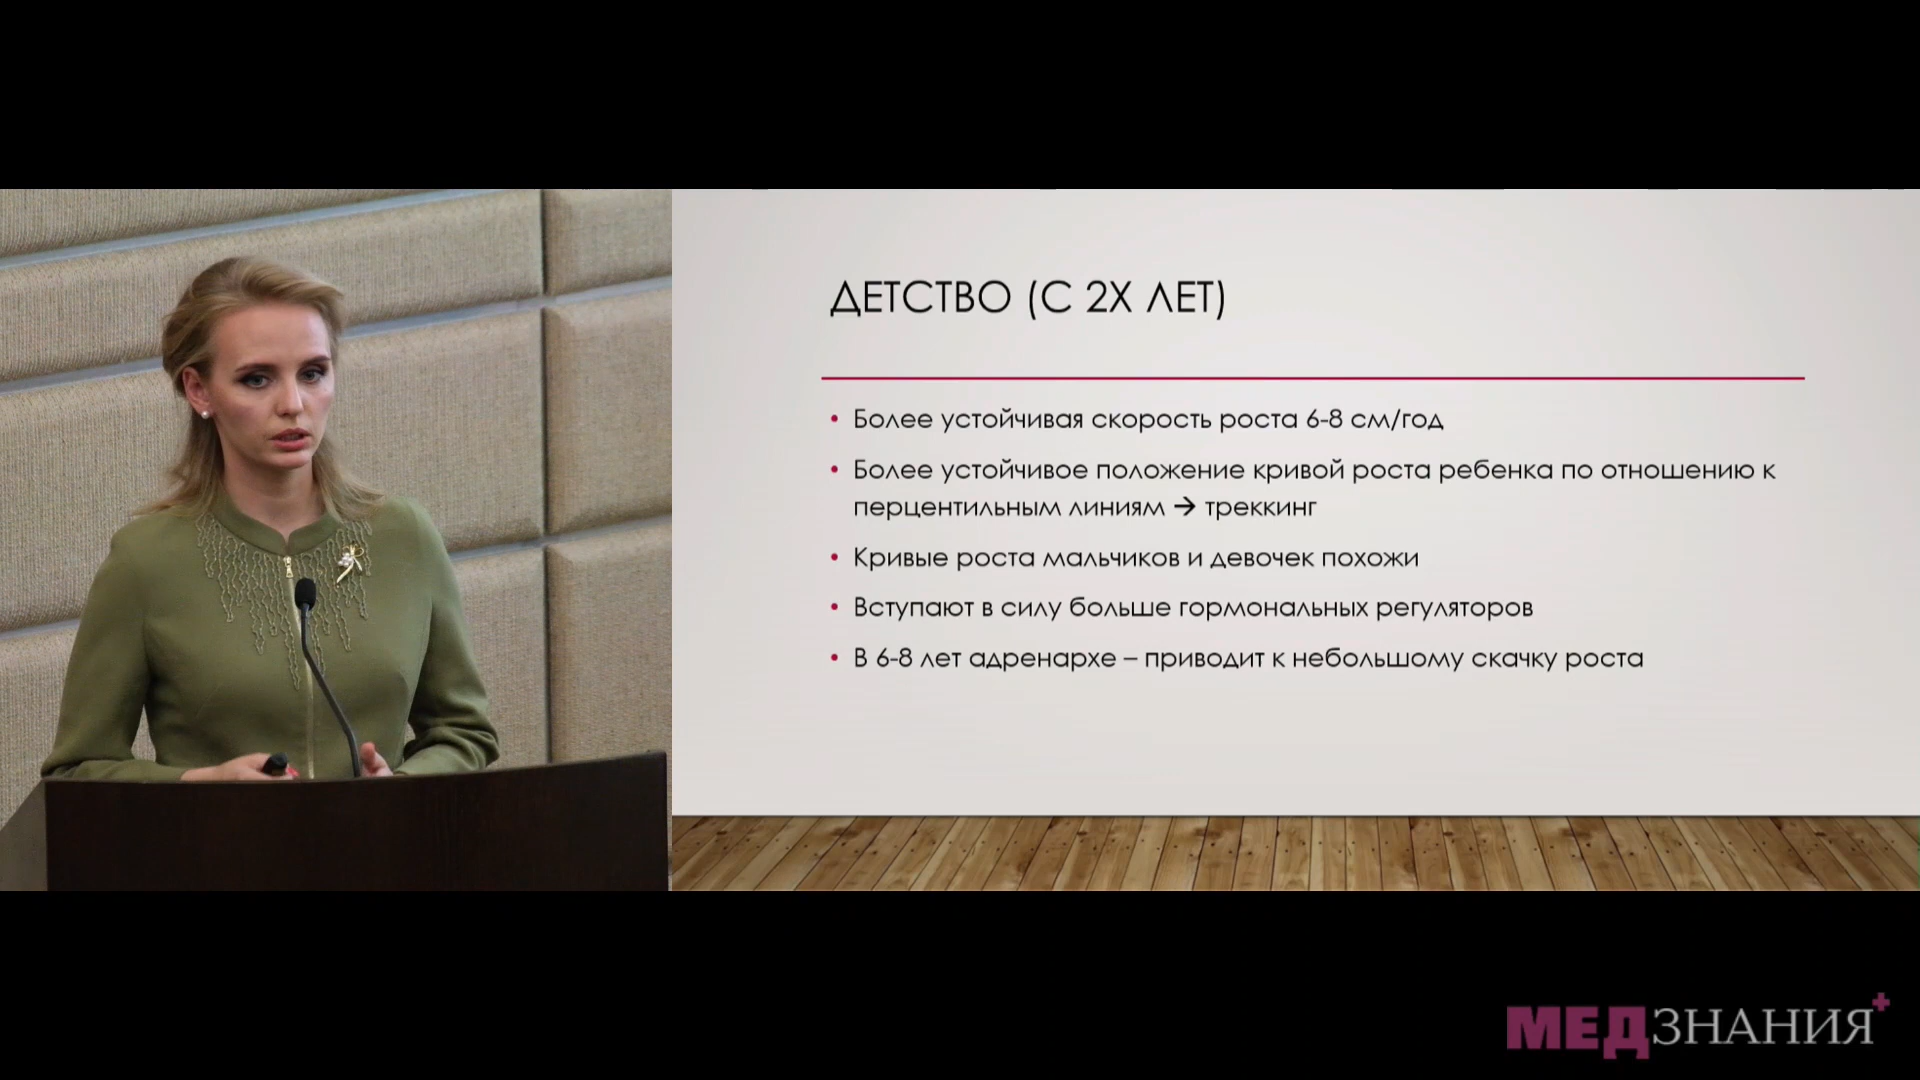 ДЕТСТВО (С 2Х ЛЕТ)
• Более устойчивая скорость роста 6-8 см/год
• Более устойчивое положение кривой роста ребенка по отношению к
перцентильным линиям → треккинг
• Кривые роста мальчиков и девочек похожи
• Вступают в силу больше гормональных регуляторов
• В 6-8 лет адренархе – приводит к небольшому скачку роста
МЕДЗНАНИЯ+